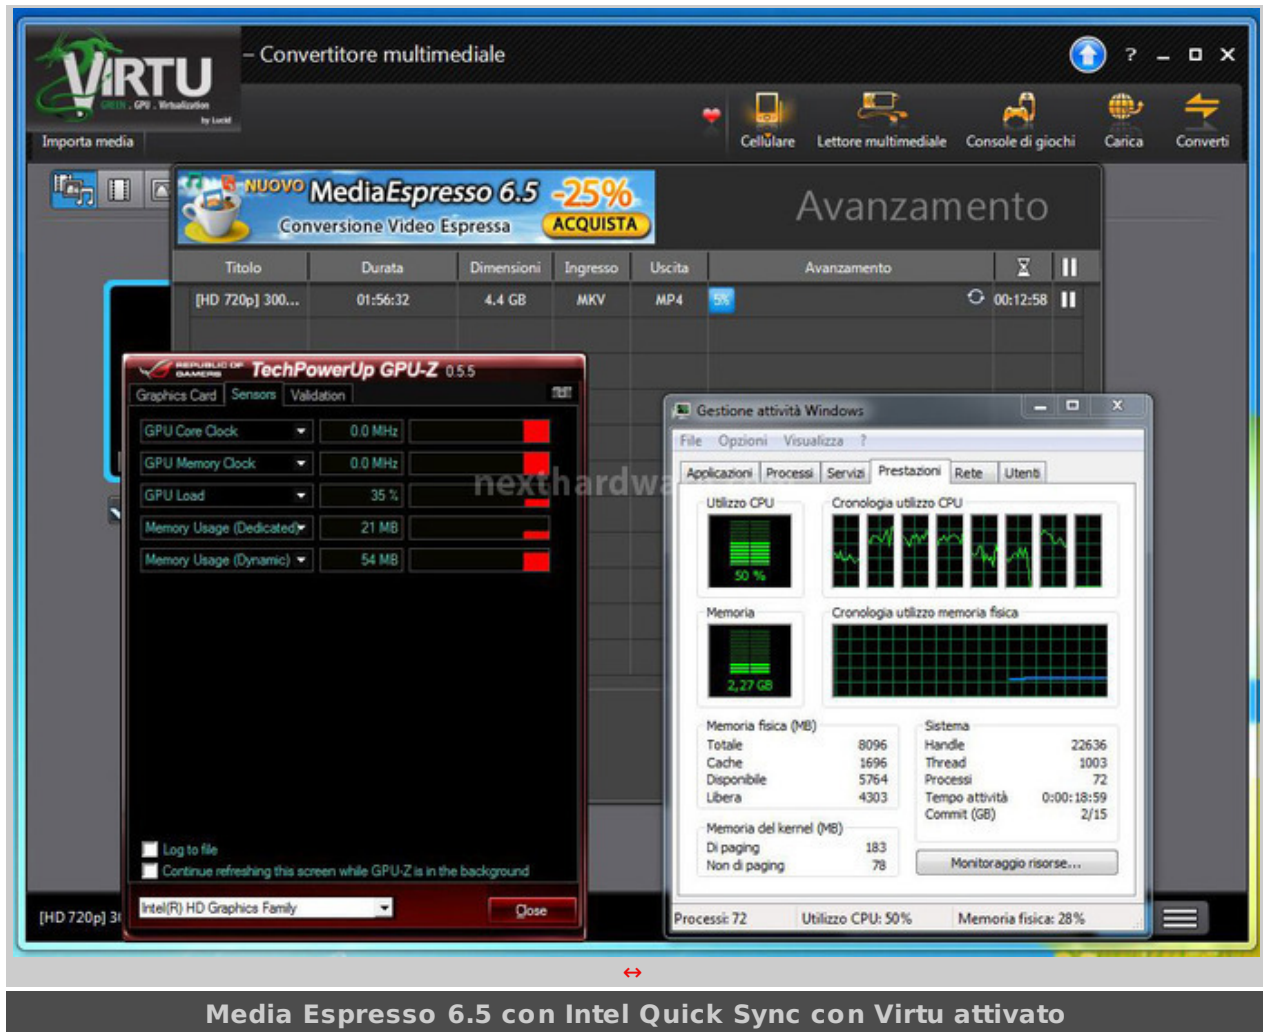 VIRTU
GREEN . GPU . Virtualization
by Lucid
– Convertitore multimediale
?
Importa media
Cellulare
Lettore multimediale
Console di giochi
Carica
Converti
NUOVO MediaEspresso 6.5 -25%
Conversione Video Espressa ACQUISTA
Avanzamento
Titolo Durata Dimensioni Ingresso Uscita Avanzamento
[HD 720p] 300... 01:56:32 4.4 GB MKV MP4 5% 00:12:58
REPUBLIC OF GAMERS TechPowerUp GPU-Z 0.5.5
Graphics Card Sensors Validation
GPU Core Clock 0.0 MHz
GPU Memory Clock 0.0 MHz
GPU Load 35 %
Memory Usage (Dedicated) 21 MB
Memory Usage (Dynamic) 54 MB
Log to file
Continue refreshing this screen while GPU-Z is in the background
Intel(R) HD Graphics Family
Close
nexthardwa
Gestione attività Windows
File Opzioni Visualizza ?
Applicazioni Processi Servizi Prestazioni Rete Utenti
Utilizzo CPU Cronologia utilizzo CPU
50 %
Memoria Cronologia utilizzo memoria fisica
2,27 GB
Memoria fisica (MB)
Totale 8096
Cache 1696
Disponibile 5764
Libera 4303
Memoria del kernel (MB)
Di paging 183
Non di paging 78
Sistema
Handle 22636
Thread 1003
Processi 72
Tempo attività 0:00:18:59
Commit (GB) 2/15
Monitoraggio risorse...
Processi: 72 Utilizzo CPU: 50% Memoria fisica: 28%
[HD 720p] 3
Media Espresso 6.5 con Intel Quick Sync con Virtu attivato